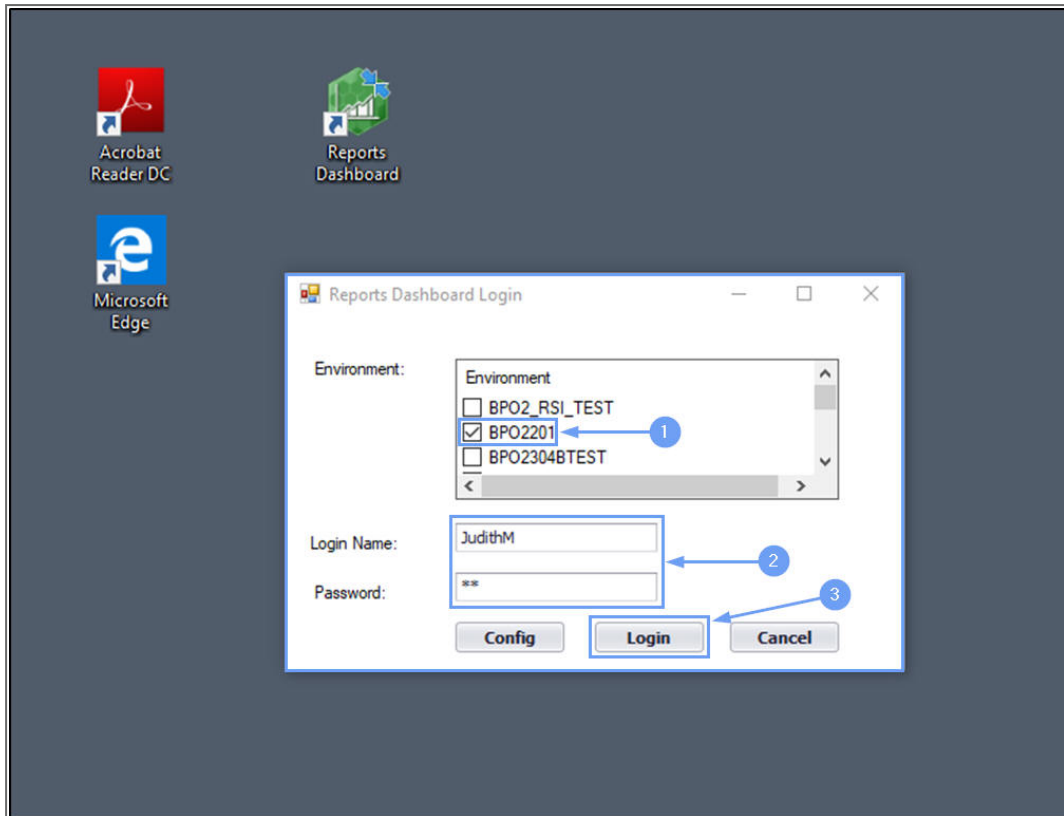 Acrobat
Reader DC
Reports
Dashboard
Microsoft
Edge
Reports Dashboard Login
Environment:
Environment
BPO2_RSI_TEST
BPO2201
1
BPO2304BTEST
Login Name:
JudithM
2
Password:
**
3
Config
Login
Cancel